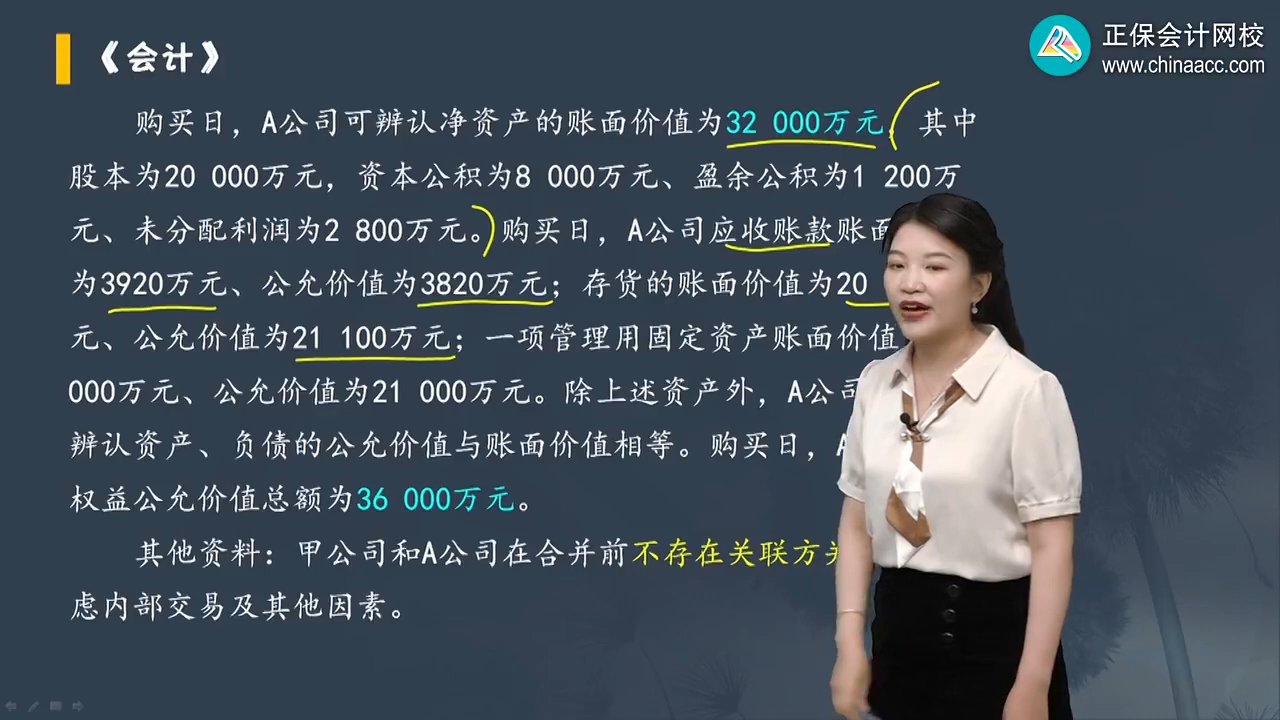 《会计》
正保会计网校
www.chinaacc.com
购买日，A公司可辨认净资产的账面价值为32 000万元，其中
股本为20 000万元，资本公积为8 000万元、盈余公积为1 200万
元、未分配利润为2 800万元。购买日，A公司应收账款账面
为3920万元、公允价值为3820万元；存货的账面价值为20
元、公允价值为21 100万元；一项管理用固定资产账面价值
000万元、公允价值为21 000万元。除上述资产外，A公司
辨认资产、负债的公允价值与账面价值相等。购买日，A
权益公允价值总额为36 000万元。
其他资料：甲公司和A公司在合并前不存在关联方关
虑内部交易及其他因素。